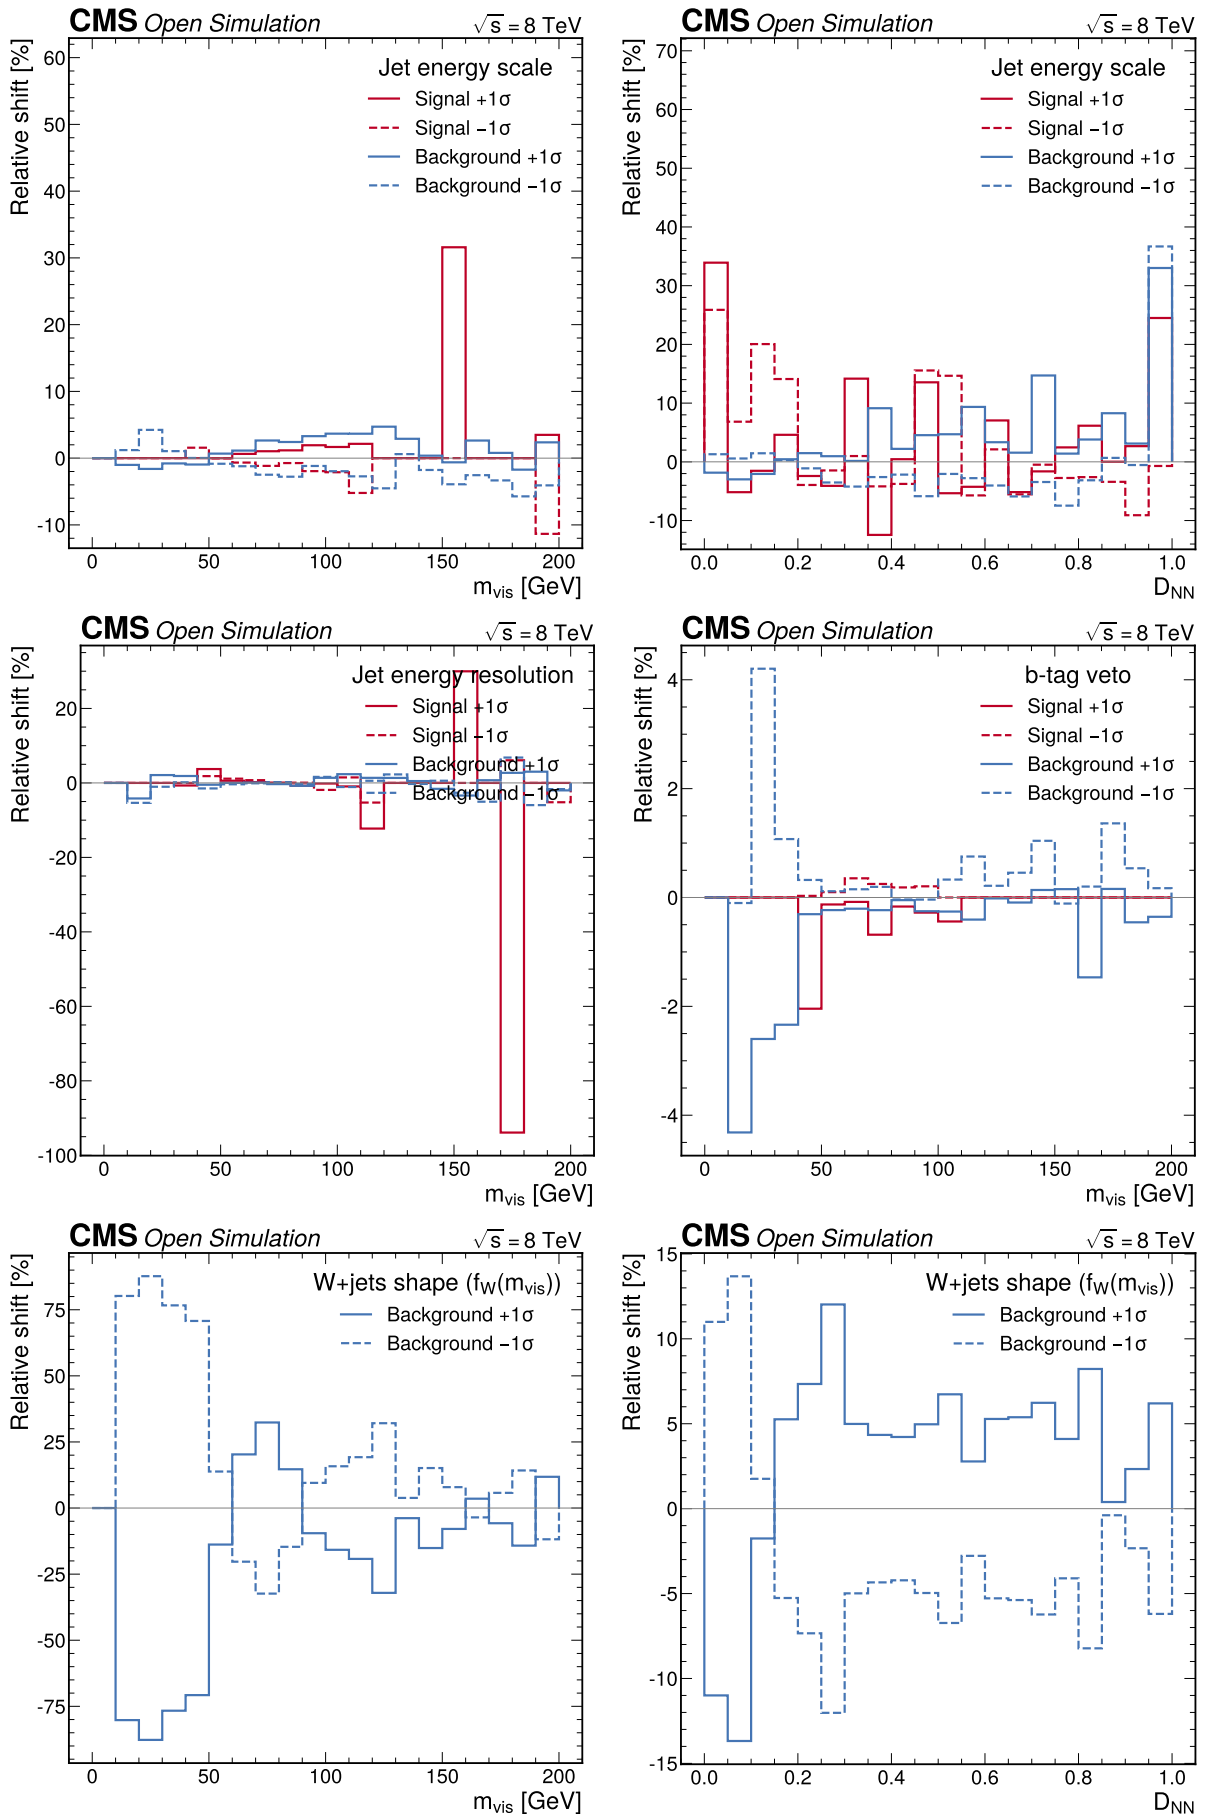 CMS Open Simulation √s = 8 TeV
Relative shift [%]
Jet energy scale
Signal +1σ
Signal −1σ
Background +1σ
Background −1σ
60
50
40
30
20
10
0
-10
0 50 100 150 200
m_vis [GeV]
CMS Open Simulation √s = 8 TeV
Relative shift [%]
Jet energy scale
Signal +1σ
Signal −1σ
Background +1σ
Background −1σ
70
60
50
40
30
20
10
0
-10
0.0 0.2 0.4 0.6 0.8 1.0
D_NN
CMS Open Simulation √s = 8 TeV
Relative shift [%]
Jet energy resolution
Signal +1σ
Signal −1σ
Background +1σ
Background −1σ
20
0
-20
-40
-60
-80
-100
0 50 100 150 200
m_vis [GeV]
CMS Open Simulation √s = 8 TeV
Relative shift [%]
b-tag veto
Signal +1σ
Signal −1σ
Background +1σ
Background −1σ
4
2
0
-2
-4
0 50 100 150 200
m_vis [GeV]
CMS Open Simulation √s = 8 TeV
Relative shift [%]
W+jets shape (f_W(m_vis))
Background +1σ
Background −1σ
75
50
25
0
-25
-50
-75
0 50 100 150 200
m_vis [GeV]
CMS Open Simulation √s = 8 TeV
Relative shift [%]
W+jets shape (f_W(m_vis))
Background +1σ
Background −1σ
15
10
5
0
-5
-10
-15
0.0 0.2 0.4 0.6 0.8 1.0
D_NN